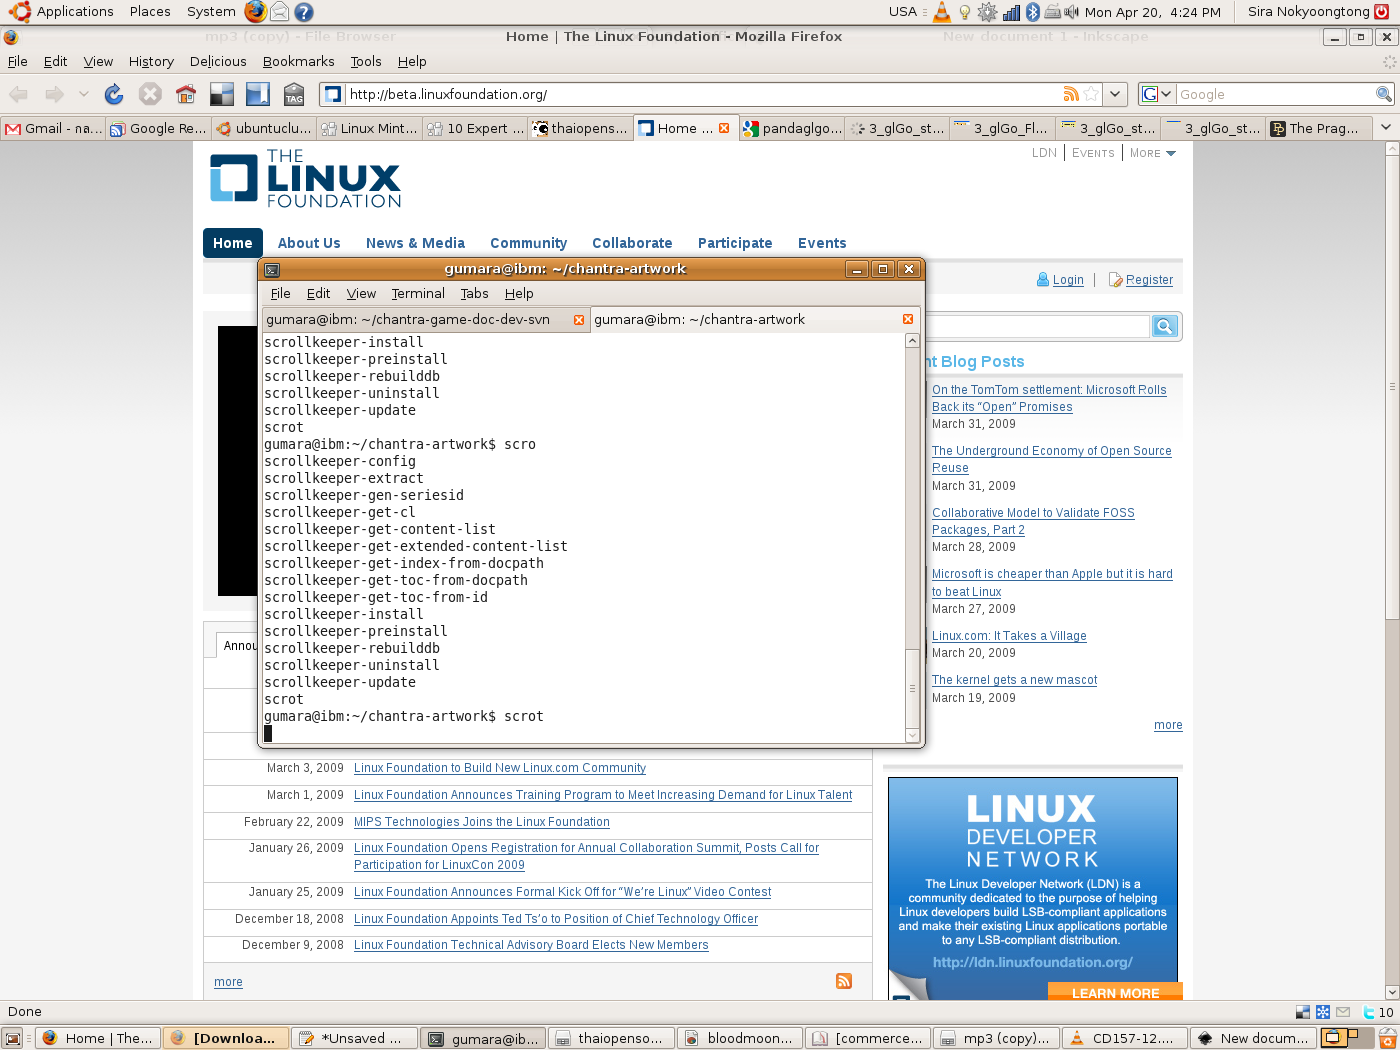 Applications Places System
USA
Mon Apr 20, 4:24 PM
Sira Nokyoongtong
mp3 (copy) - File Browser
Home | The Linux Foundation - Mozilla Firefox
New document 1 - Inkscape
File Edit View History Delicious Bookmarks Tools Help
TAG
http://beta.linuxfoundation.org/
G
Google
Gmail - na...
Google Re...
ubuntuclu...
Linux Mint...
10 Expert ...
thaiopens...
Home ...
pandaglgo...
3_glGo_st...
3_glGo_Fl...
3_glGo_st...
3_glGo_st...
The Prag...
THE
LINUX
FOUNDATION
LDN | Events | More
Home About Us News & Media Community Collaborate Participate Events
Login | Register
gumara@ibm: ~/chantra-artwork
File Edit View Terminal Tabs Help
gumara@ibm: ~/chantra-game-doc-dev-svn
gumara@ibm: ~/chantra-artwork
scrollkeeper-install
scrollkeeper-preinstall
scrollkeeper-rebuilddb
scrollkeeper-uninstall
scrollkeeper-update
scrot
gumara@ibm:~/chantra-artwork$ scro
scrollkeeper-config
scrollkeeper-extract
scrollkeeper-gen-seriesid
scrollkeeper-get-cl
scrollkeeper-get-content-list
scrollkeeper-get-extended-content-list
scrollkeeper-get-index-from-docpath
scrollkeeper-get-toc-from-docpath
scrollkeeper-get-toc-from-id
scrollkeeper-install
scrollkeeper-preinstall
scrollkeeper-rebuilddb
scrollkeeper-uninstall
scrollkeeper-update
scrot
gumara@ibm:~/chantra-artwork$ scrot
nt Blog Posts
On the TomTom settlement: Microsoft Rolls
Back its “Open” Promises
March 31, 2009
The Underground Economy of Open Source
Reuse
March 31, 2009
Collaborative Model to Validate FOSS
Packages, Part 2
March 28, 2009
Microsoft is cheaper than Apple but it is hard
to beat Linux
March 27, 2009
Linux.com: It Takes a Village
March 20, 2009
The kernel gets a new mascot
March 19, 2009
more
Annou
March 3, 2009 Linux Foundation to Build New Linux.com Community
March 1, 2009 Linux Foundation Announces Training Program to Meet Increasing Demand for Linux Talent
February 22, 2009 MIPS Technologies Joins the Linux Foundation
January 26, 2009 Linux Foundation Opens Registration for Annual Collaboration Summit, Posts Call for
Participation for LinuxCon 2009
January 25, 2009 Linux Foundation Announces Formal Kick Off for “We’re Linux” Video Contest
December 18, 2008 Linux Foundation Appoints Ted Ts’o to Position of Chief Technology Officer
December 9, 2008 Linux Foundation Technical Advisory Board Elects New Members
more
LINUX
DEVELOPER
NETWORK
The Linux Developer Network (LDN) is a
community dedicated to the purpose of helping
Linux developers build LSB-compliant applications
and make their existing Linux applications portable
to any LSB-compliant distribution.
http://ldn.linuxfoundation.org/
LEARN MORE
Done
10
Home | The...
[Downloa...
*Unsaved ...
gumara@ib...
thaiopenso...
bloodmoon...
[commerce...
mp3 (copy)...
CD157-12....
New docum...